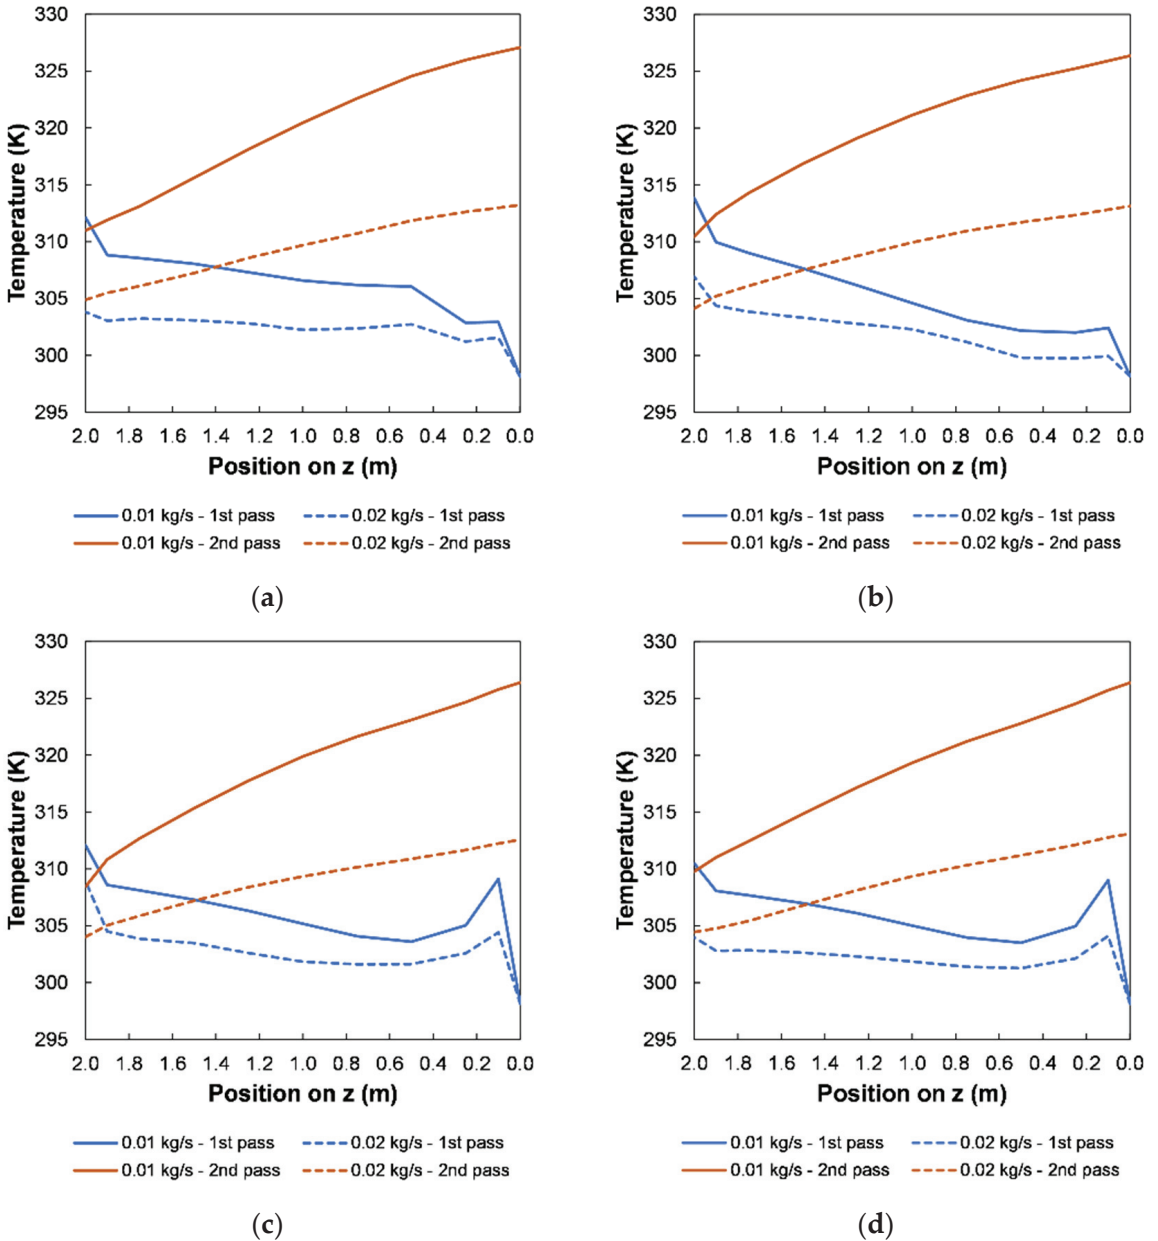 330 330
325 325
320 320
315 315
310 310
305 305
300 300
295 295
Temperature (K) Temperature (K)
2.0 1.8 1.6 1.4 1.2 1.0 0.8 0.6 0.4 0.2 0.0 2.0 1.8 1.6 1.4 1.2 1.0 0.8 0.6 0.4 0.2 0.0
Position on z (m) Position on z (m)
0.01 kg/s - 1st pass 0.02 kg/s - 1st pass 0.01 kg/s - 1st pass 0.02 kg/s - 1st pass
0.01 kg/s - 2nd pass 0.02 kg/s - 2nd pass 0.01 kg/s - 2nd pass 0.02 kg/s - 2nd pass
(a) (b)
330 330
325 325
320 320
315 315
310 310
305 305
300 300
295 295
Temperature (K) Temperature (K)
2.0 1.8 1.6 1.4 1.2 1.0 0.8 0.6 0.4 0.2 0.0 2.0 1.8 1.6 1.4 1.2 1.0 0.8 0.6 0.4 0.2 0.0
Position on z (m) Position on z (m)
0.01 kg/s - 1st pass 0.02 kg/s - 1st pass 0.01 kg/s - 1st pass 0.02 kg/s - 1st pass
0.01 kg/s - 2nd pass 0.02 kg/s - 2nd pass 0.01 kg/s - 2nd pass 0.02 kg/s - 2nd pass
(c) (d)